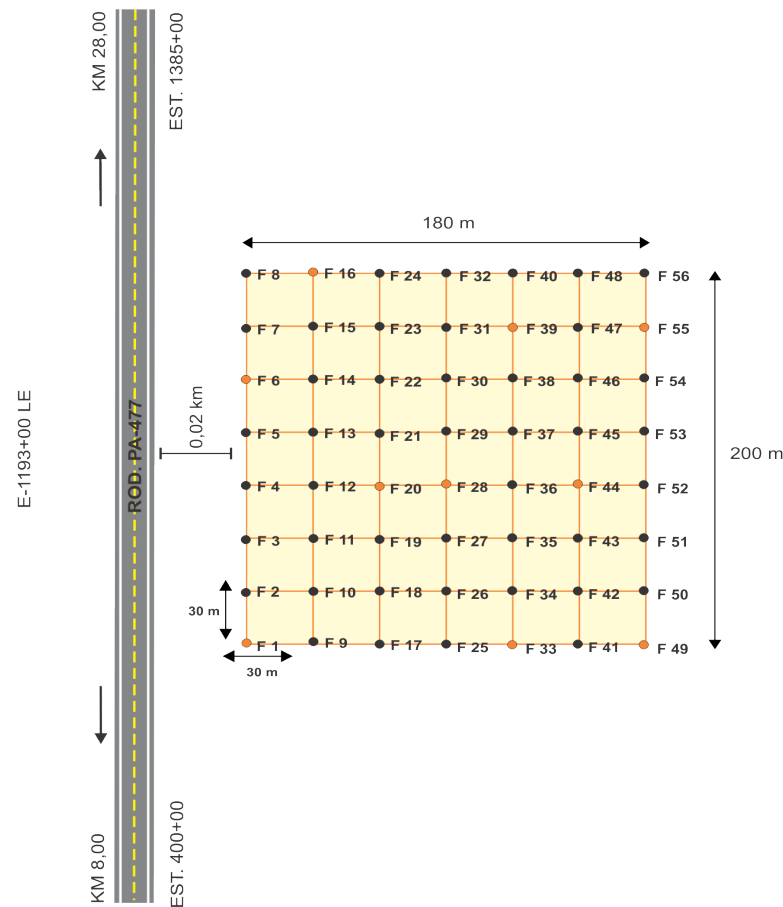 KM 28,00
EST. 1385+00
180 m
F 8
F 16
F 24
F 32
F 40
F 48
F 56
F 7
F 15
F 23
F 31
F 39
F 47
F 55
F 6
F 14
F 22
F 30
F 38
F 46
F 54
E-1193+00 LE
ROD. PA-477
0,02 km
F 5
F 13
F 21
F 29
F 37
F 45
F 53
200 m
F 4
F 12
F 20
F 28
F 36
F 44
F 52
F 3
F 11
F 19
F 27
F 35
F 43
F 51
F 2
F 10
F 18
F 26
F 34
F 42
F 50
30 m
F 1
F 9
F 17
F 25
F 33
F 41
F 49
30 m
KM 8,00
EST. 400+00